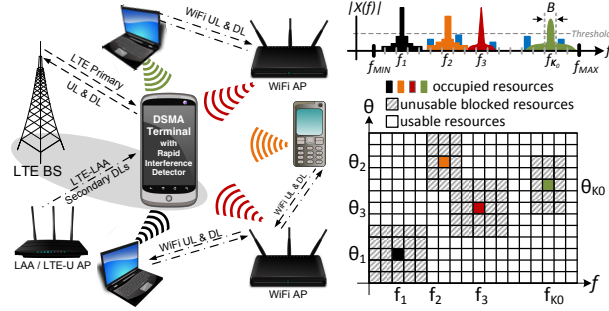 LTE Primary
UL & DL
LTE BS
LTE-LAA
Secondary DLs
LAA / LTE-U AP
DSMA
Terminal
with
Rapid
Interference
Detector
WiFi UL & DL
WiFi AP
WiFi UL & DL
WiFi UL & DL
WiFi AP
|X(f)|
B
Threshold
fMIN
f1
f2
f3
fK0
fMAX
f
occupied resources
unusable blocked resources
usable resources
θ
θ2
θ3
θ1
θK0
f1
f2
f3
fK0
f